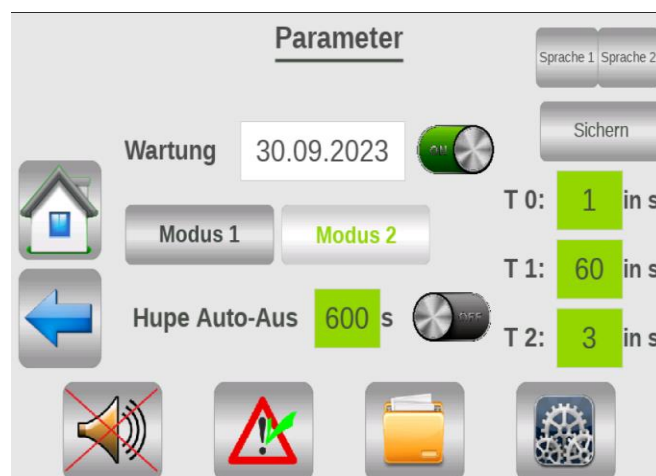 Parameter
Sprache 1 Sprache 2
Sichern
Wartung 30.09.2023 ON
T 0: 1 in s
Modus 1 Modus 2
T 1: 60 in s
Hupe Auto-Aus 600 s OFF
T 2: 3 in s